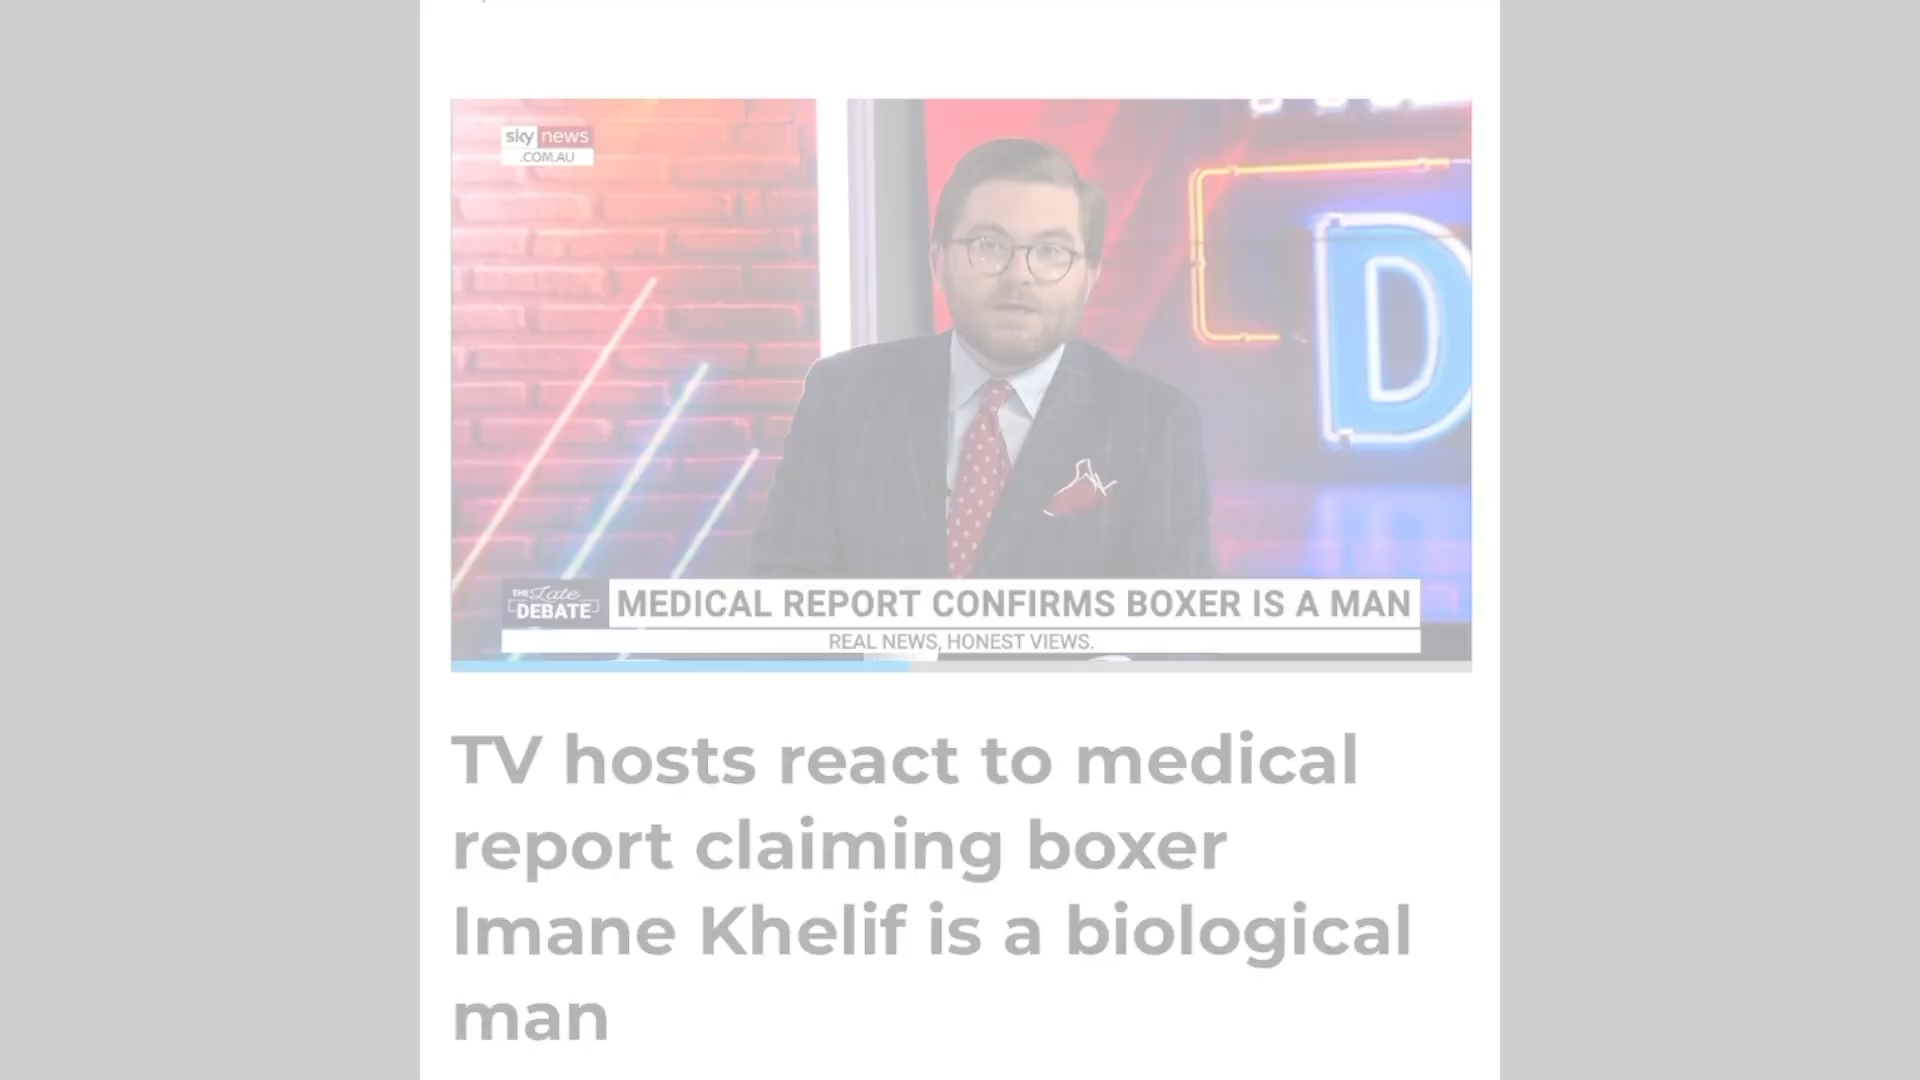 sky news
.COM.AU
D
THE Late
DEBATE
MEDICAL REPORT CONFIRMS BOXER IS A MAN
REAL NEWS, HONEST VIEWS.
TV hosts react to medical
report claiming boxer
Imane Khelif is a biological
man